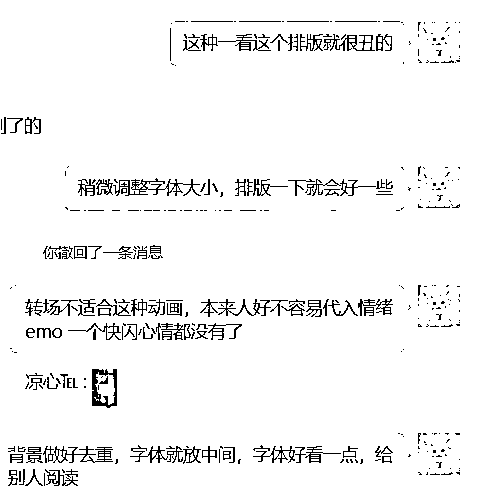 这种一看这个排版就很丑的
到了的
稍微调整字体大小，排版一下就会好一些
你撤回了一条消息
转场不适合这种动画，本来人好不容易代入情绪
emo 一个快闪心情都没有了
凉心TEL：
背景做好去重，字体就放中间，字体好看一点，给
别人阅读